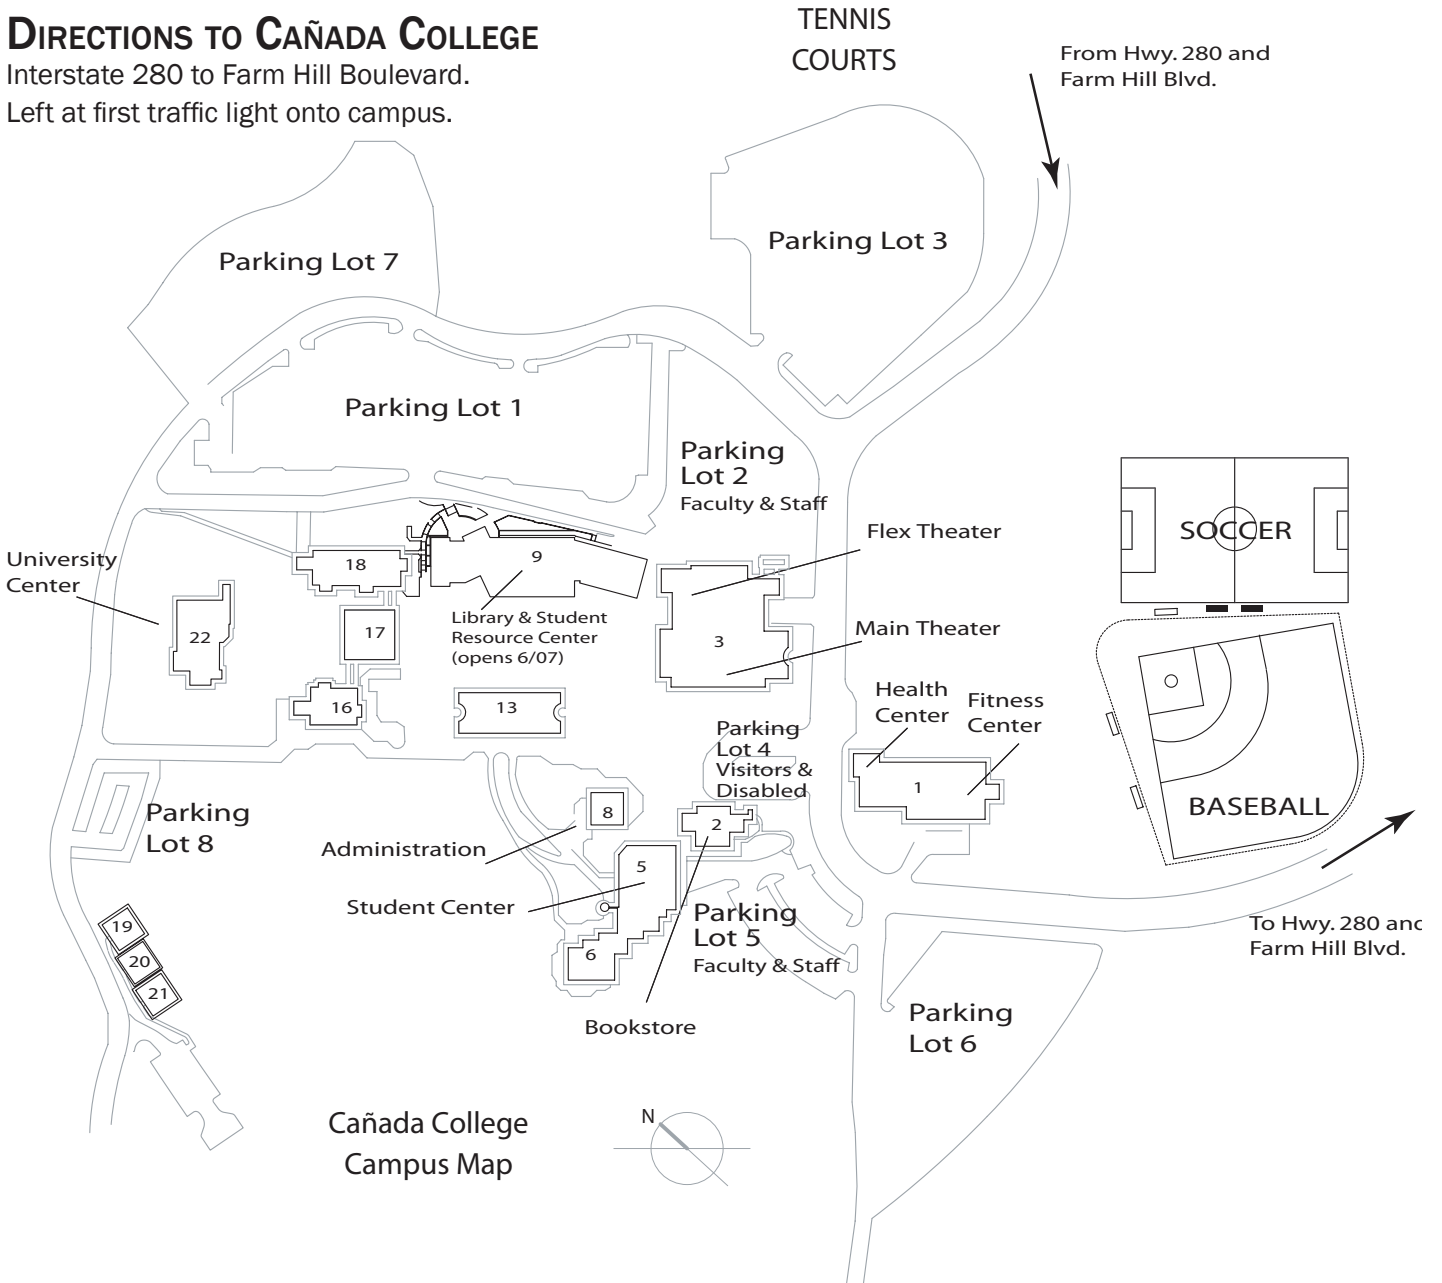 DIRECTIONS TO CAÑADA COLLEGE
Interstate 280 to Farm Hill Boulevard.
Left at first traffic light onto campus.
TENNIS
COURTS
From Hwy. 280 and
Farm Hill Blvd.
Parking Lot 7
Parking Lot 3
Parking Lot 1
Parking
Lot 2
Faculty & Staff
SOCCER
Flex Theater
University
Center
18
9
22
17
Library & Student
Resource Center
(opens 6/07)
3
Main Theater
16
13
Health
Center
Fitness
Center
Parking
Lot 4
Visitors &
Disabled
1
BASEBALL
Parking
Lot 8
8
2
Administration
5
Student Center
Parking
Lot 5
Faculty & Staff
19
20
21
6
To Hwy. 280 and
Farm Hill Blvd.
Bookstore
Parking
Lot 6
Cañada College
Campus Map
N